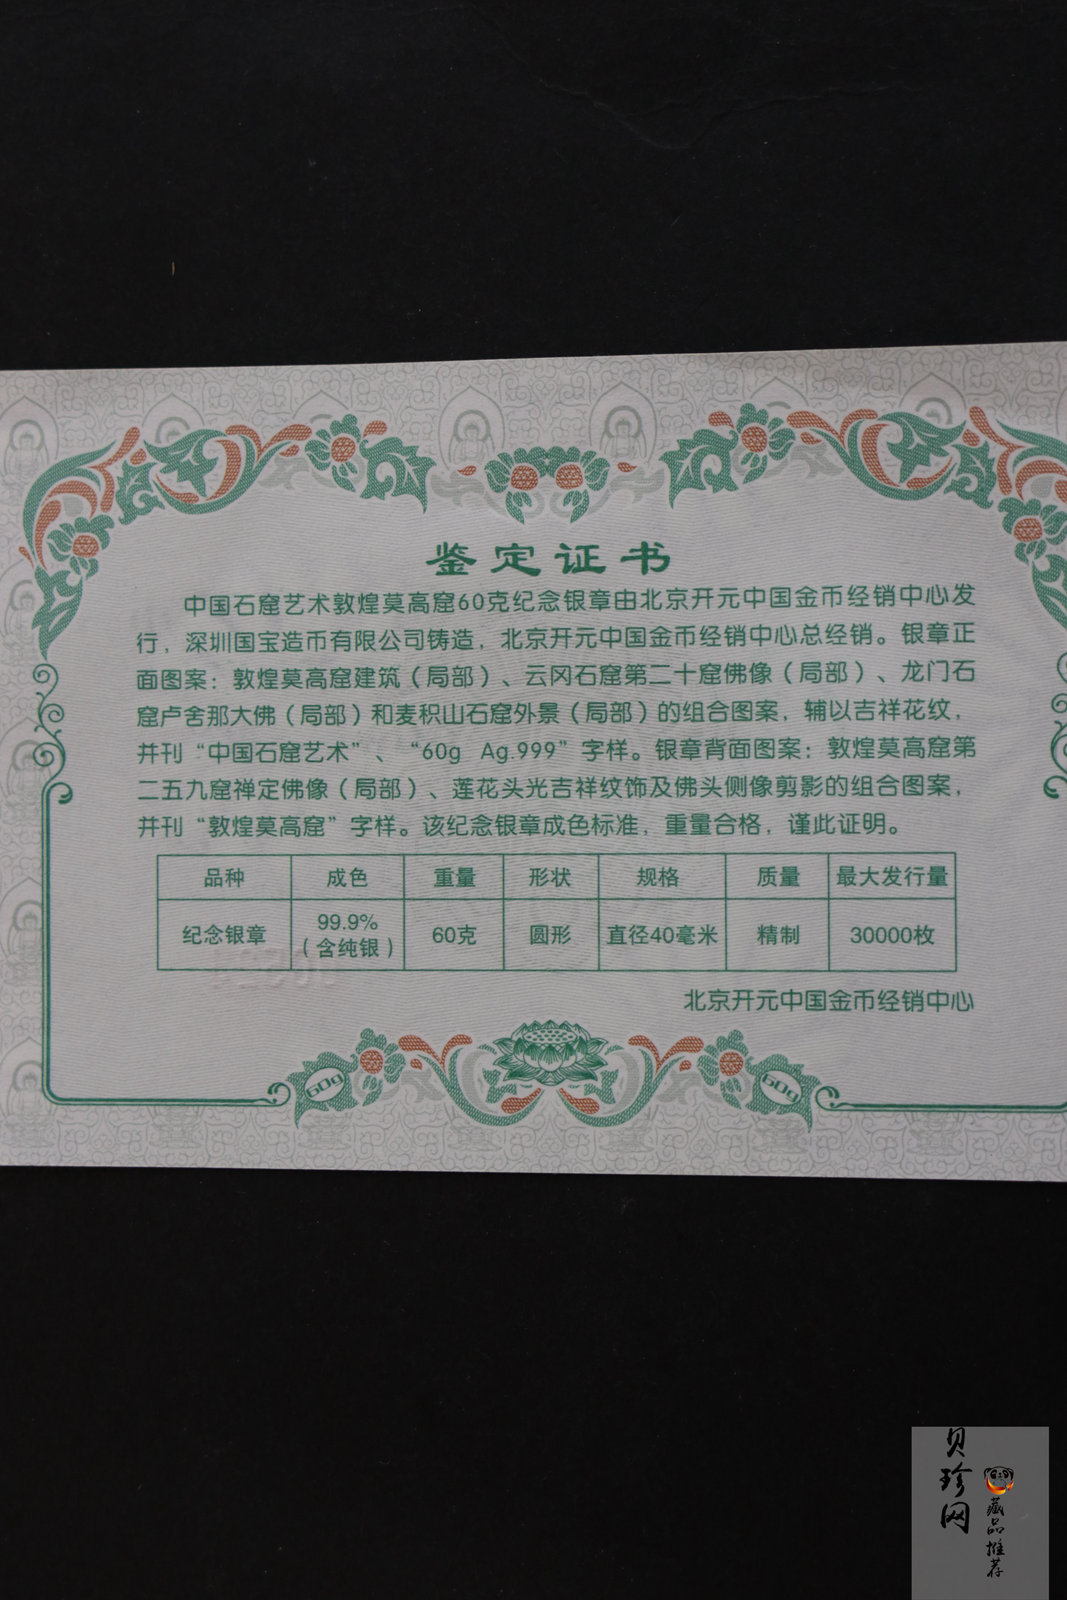 鉴定证书
中国石窟艺术敦煌莫高窟60克纪念银章由北京开元中国金币经销中心发
行，深圳国宝造币有限公司铸造，北京开元中国金币经销中心总经销。银章正
面图案：敦煌莫高窟建筑（局部）、云冈石窟第二十窟佛像（局部）、龙门石
窟卢舍那大佛（局部）和麦积山石窟外景（局部）的组合图案，辅以吉祥花纹，
并刊“中国石窟艺术”、“60g Ag.999”字样。银章背面图案：敦煌莫高窟第
二五九窟禅定佛像（局部）、莲花头光吉祥纹饰及佛头侧像剪影的组合图案，
并刊“敦煌莫高窟”字样。该纪念银章成色标准，重量合格，谨此证明。
品种 成色 重量 形状 规格 质量 最大发行量
纪念银章 99.9%（含纯银） 60克 圆形 直径40毫米 精制 30000枚
北京开元中国金币经销中心
60g 60g
贝珍网
藏品推荐